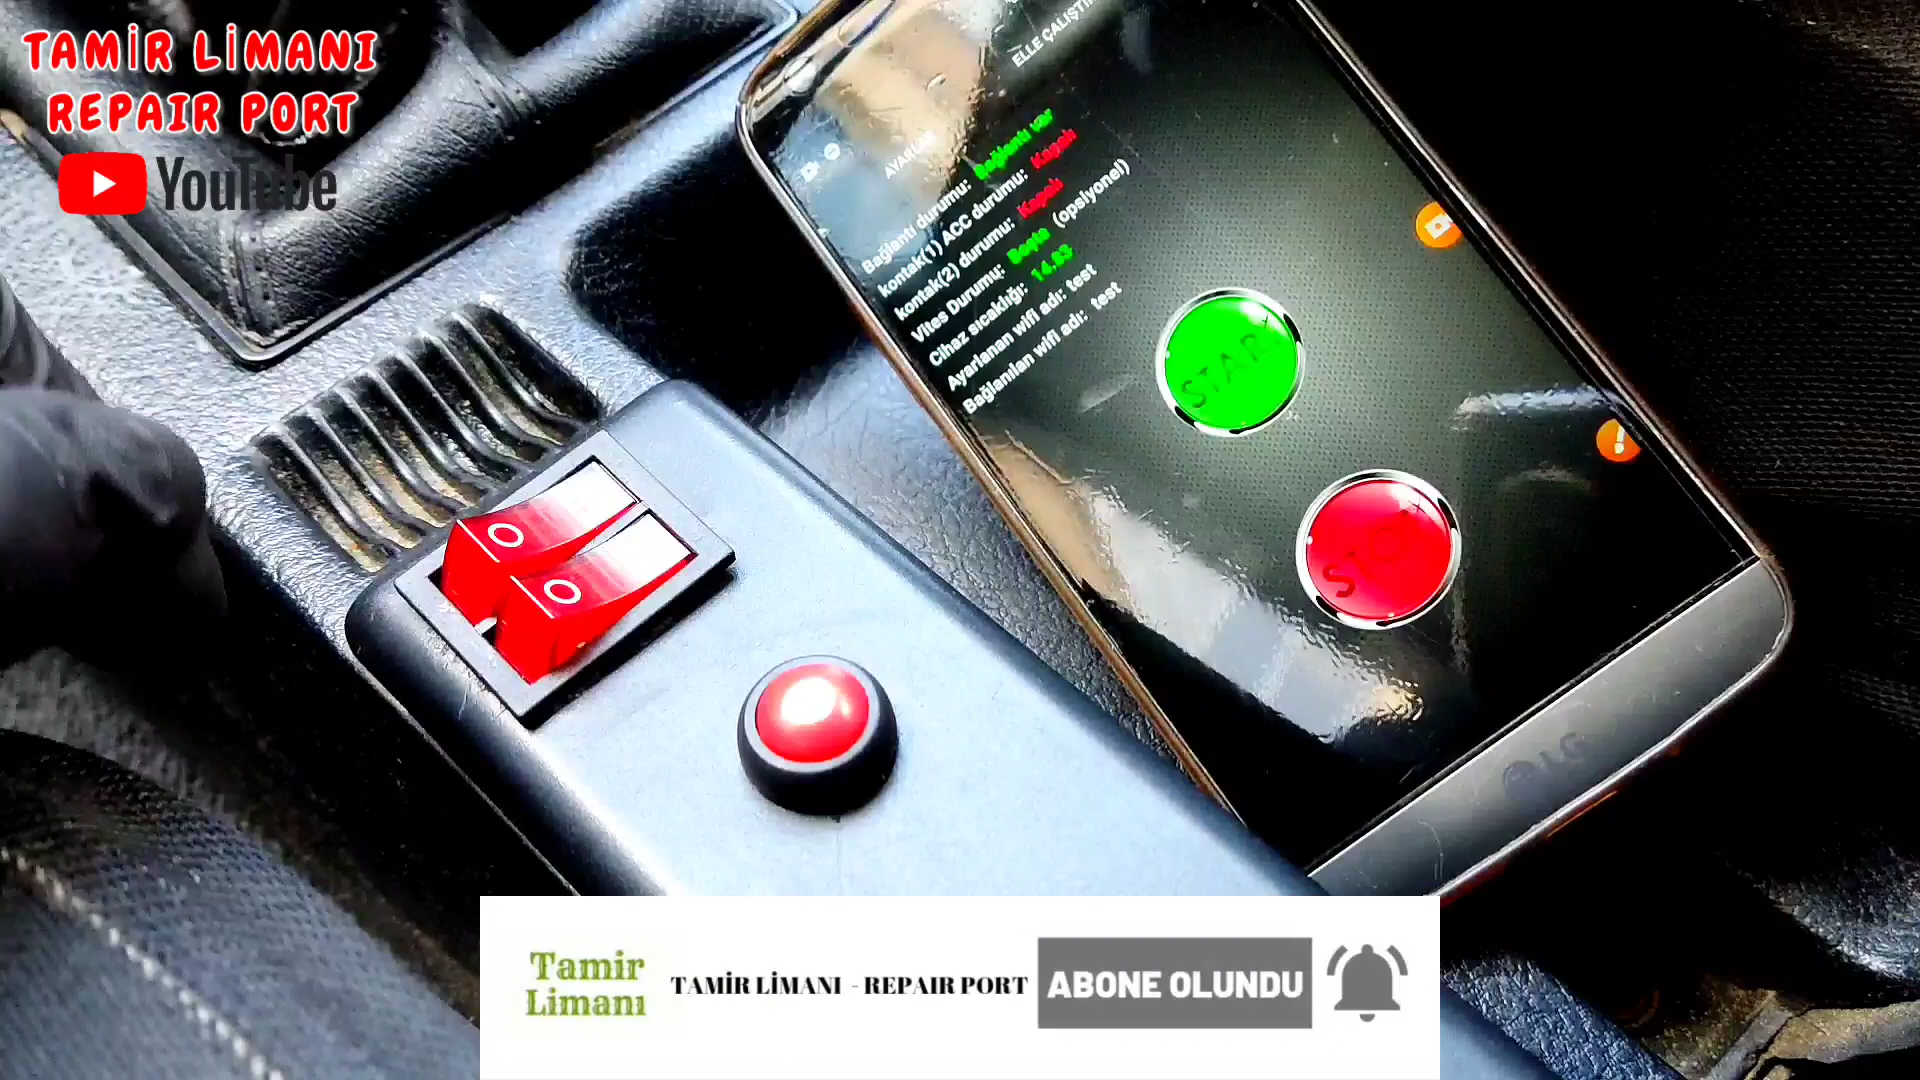 TAMİR LİMANI
REPAIR PORT
YouTube
ELLE ÇALIŞTIR
AYARLAR
Bağlantı durumu: Bağlantı var
kontak(1) ACC durumu: Kapalı
kontak(2) durumu: Kapalı
Vites Durumu: Boşta (opsiyonel)
Cihaz sıcaklığı: 14.63
Ayarlanan wifi adı: test
Bağlanılan wifi adı: test
START
STOP
LG
Tamir
Limanı
TAMİR LİMANI - REPAIR PORT
ABONE OLUNDU